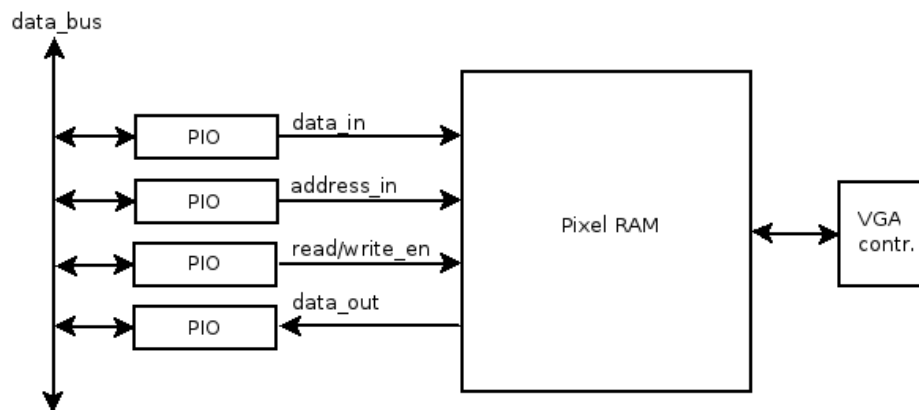 data_bus
PIO
data_in
PIO
address_in
PIO
read/write_en
PIO
data_out
Pixel RAM
VGA
contr.